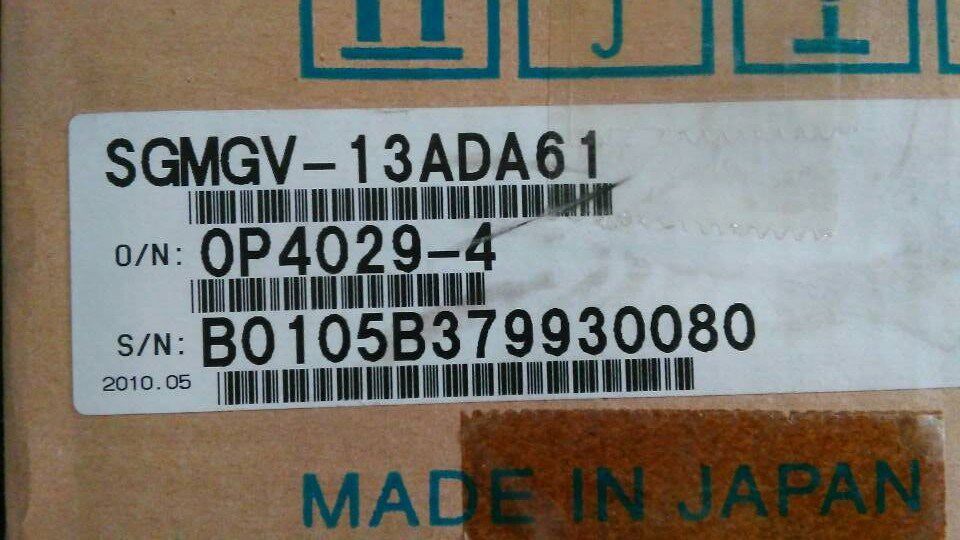 SGMGV-13ADA61
O/N: 0P4029-4
S/N: B0105B379930080
2010.05
MADE IN JAPAN